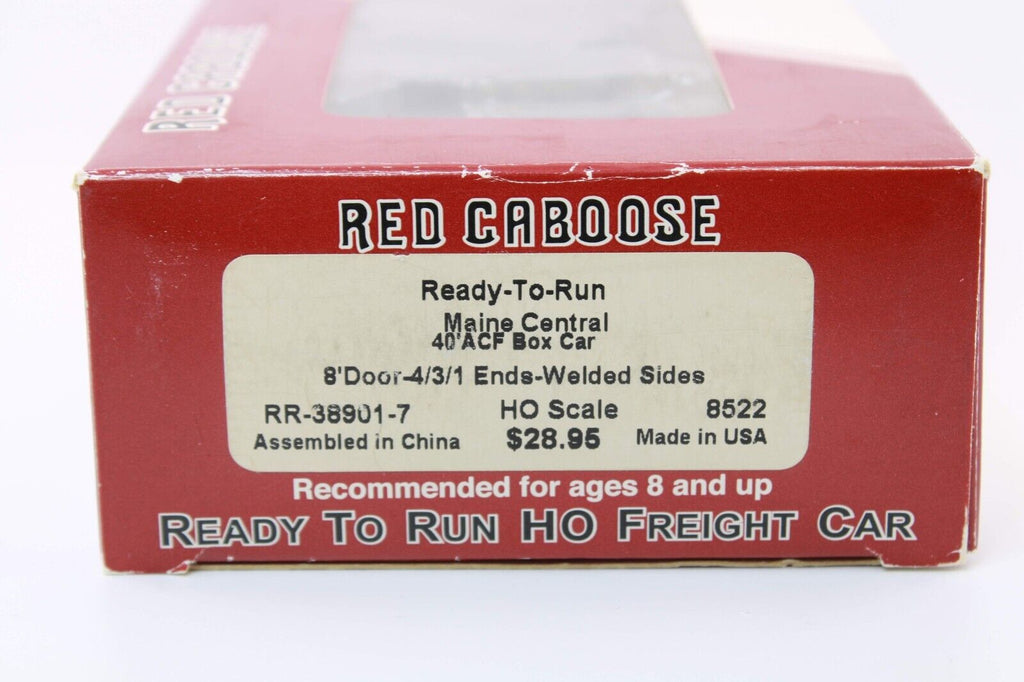 RED CABOOSE
RED CABOOSE
Ready-To-Run
Maine Central
40'ACF Box Car
8'Door-4/3/1 Ends-Welded Sides
RR-38901-7 HO Scale 8522
Assembled in China $28.95 Made in USA
Recommended for ages 8 and up
READY TO RUN HO FREIGHT CAR